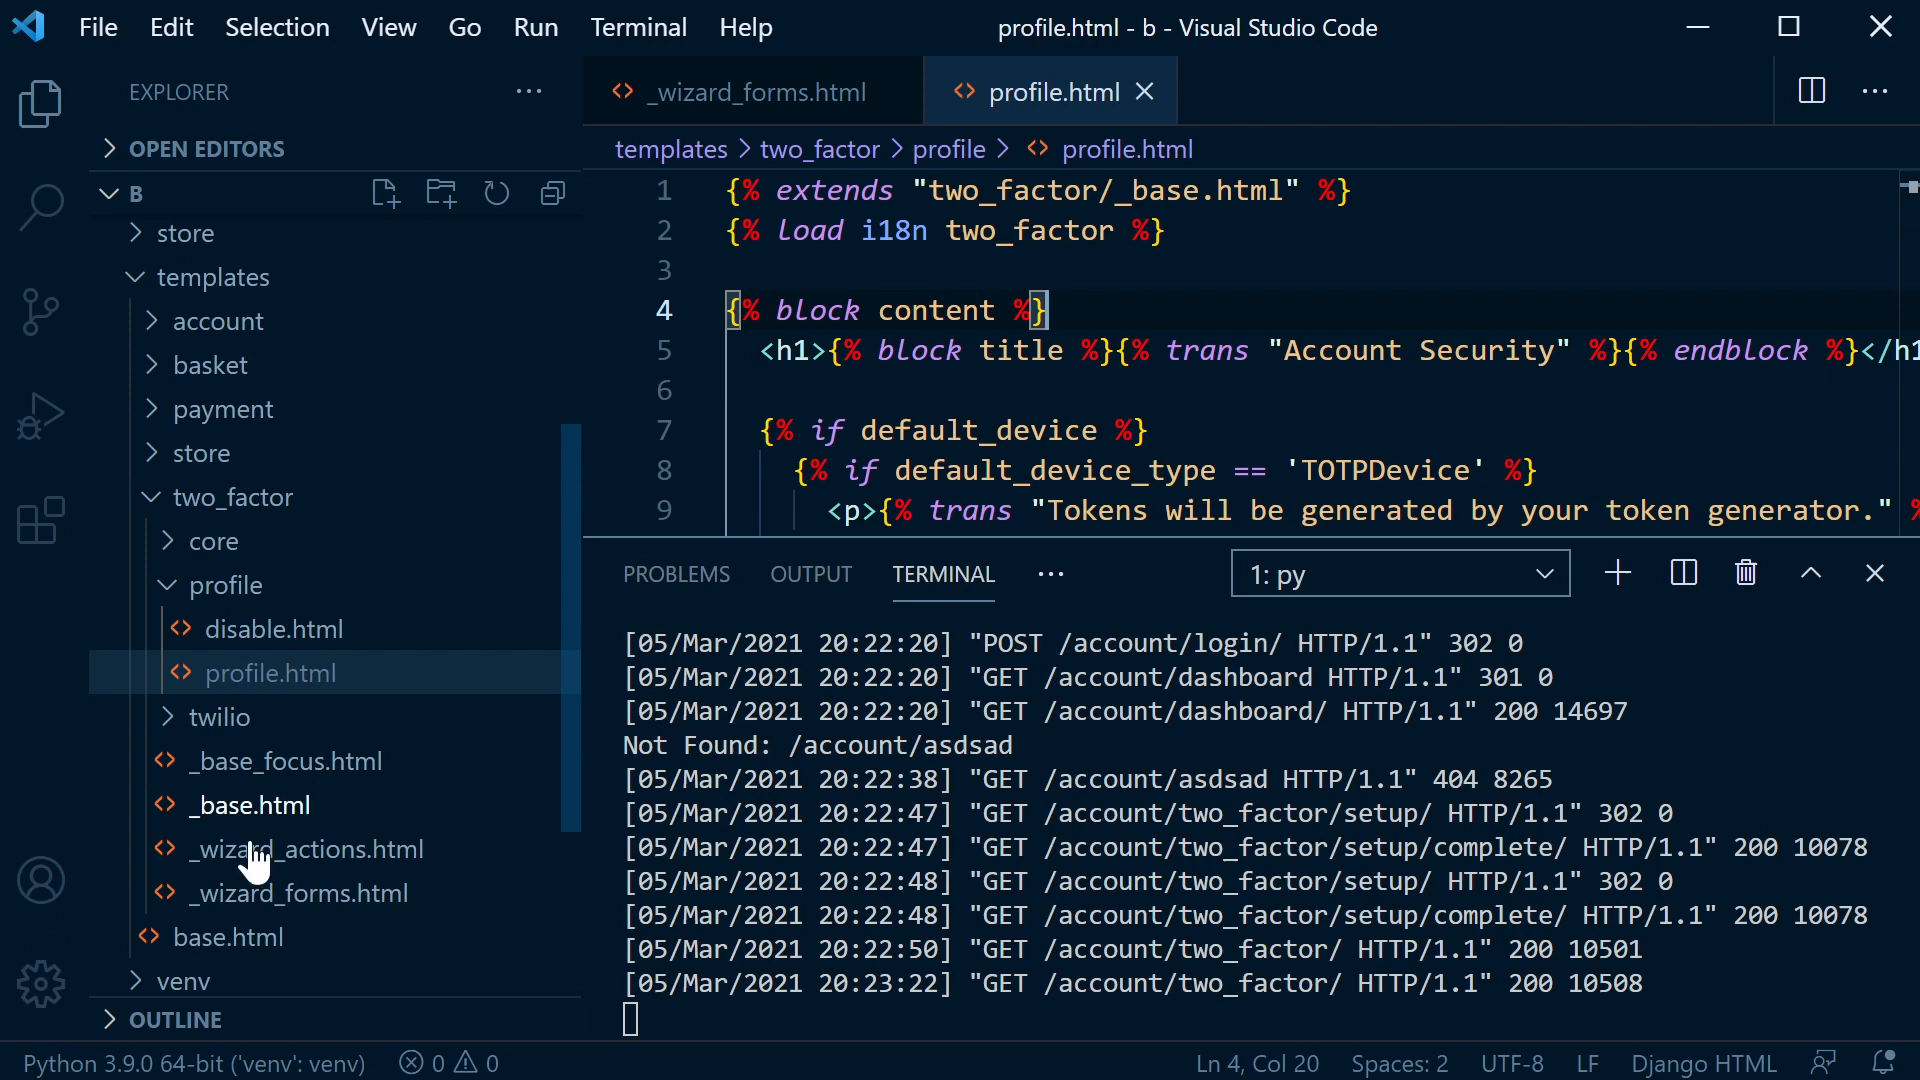 File Edit Selection View Go Run Terminal Help
profile.html - b - Visual Studio Code
EXPLORER
OPEN EDITORS
B
store
templates
account
basket
payment
store
two_factor
core
profile
disable.html
profile.html
twilio
_base_focus.html
_base.html
_wizard_actions.html
_wizard_forms.html
base.html
venv
OUTLINE
_wizard_forms.html
profile.html
templates > two_factor > profile > profile.html
1 {% extends "two_factor/_base.html" %}
2 {% load i18n two_factor %}
3
4 {% block content %}
5 <h1>{% block title %}{% trans "Account Security" %}{% endblock %}</h1
6
7 {% if default_device %}
8 {% if default_device_type == 'TOTPDevice' %}
9 <p>{% trans "Tokens will be generated by your token generator." %
PROBLEMS OUTPUT TERMINAL
1: py
[05/Mar/2021 20:22:20] "POST /account/login/ HTTP/1.1" 302 0
[05/Mar/2021 20:22:20] "GET /account/dashboard HTTP/1.1" 301 0
[05/Mar/2021 20:22:20] "GET /account/dashboard/ HTTP/1.1" 200 14697
Not Found: /account/asdsad
[05/Mar/2021 20:22:38] "GET /account/asdsad HTTP/1.1" 404 8265
[05/Mar/2021 20:22:47] "GET /account/two_factor/setup/ HTTP/1.1" 302 0
[05/Mar/2021 20:22:47] "GET /account/two_factor/setup/complete/ HTTP/1.1" 200 10078
[05/Mar/2021 20:22:48] "GET /account/two_factor/setup/ HTTP/1.1" 302 0
[05/Mar/2021 20:22:48] "GET /account/two_factor/setup/complete/ HTTP/1.1" 200 10078
[05/Mar/2021 20:22:50] "GET /account/two_factor/ HTTP/1.1" 200 10501
[05/Mar/2021 20:23:22] "GET /account/two_factor/ HTTP/1.1" 200 10508
Python 3.9.0 64-bit ('venv': venv) 0 0
Ln 4, Col 20 Spaces: 2 UTF-8 LF Django HTML